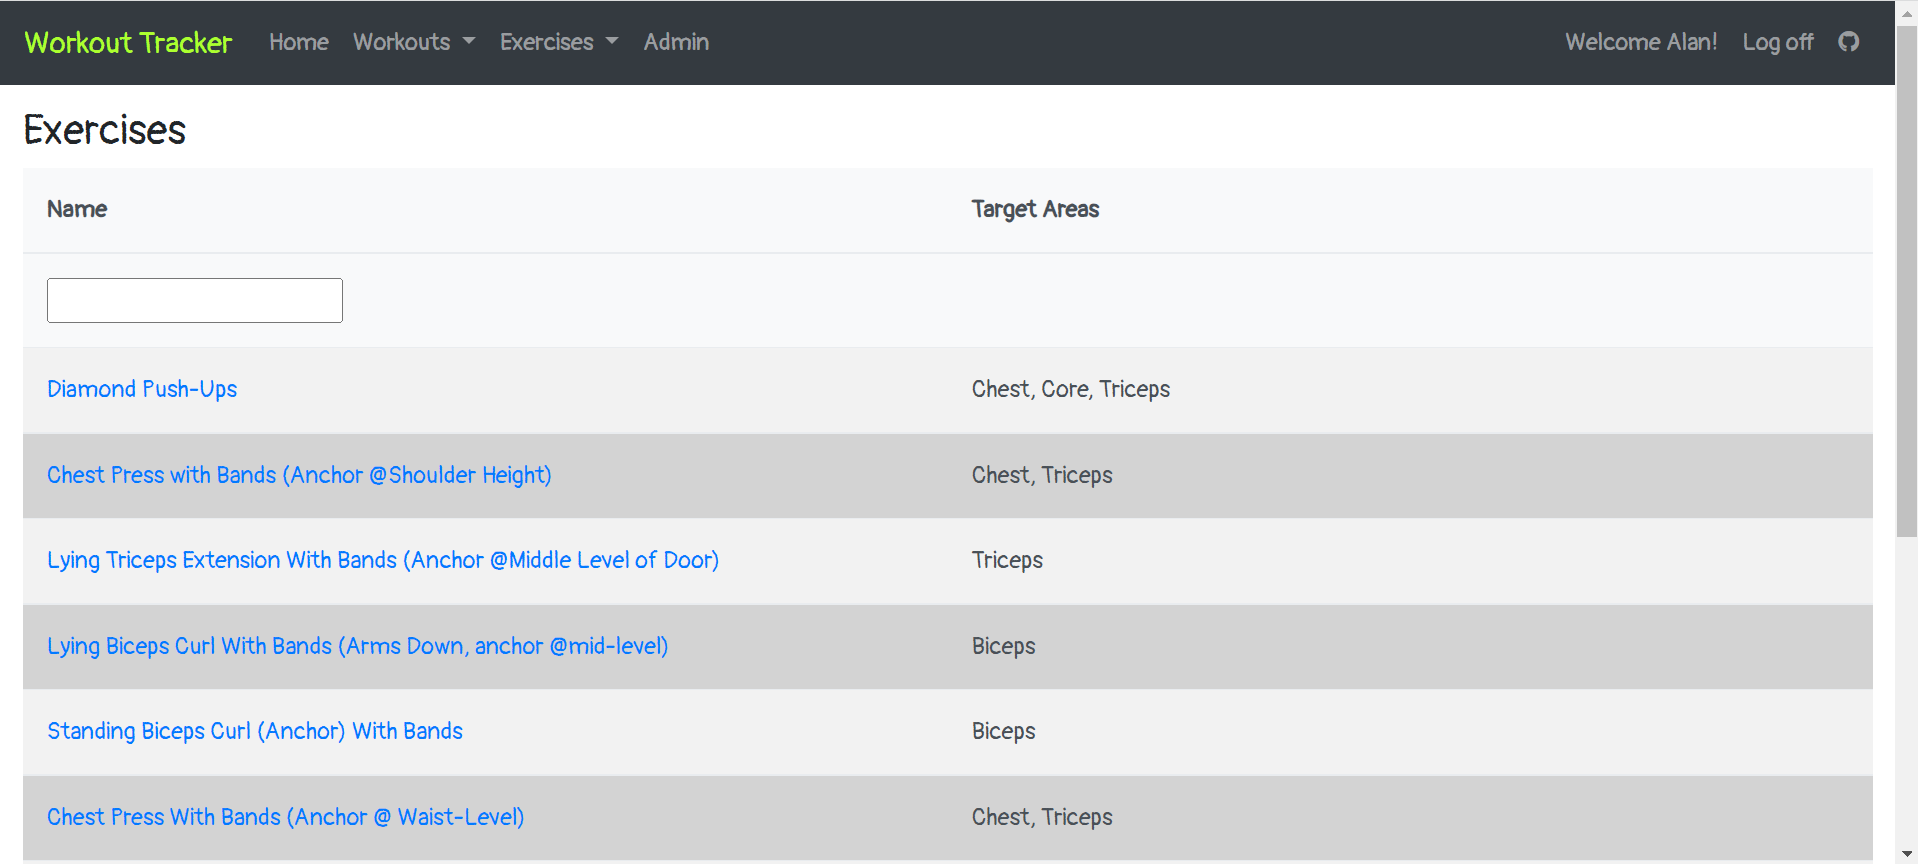 Workout Tracker Home Workouts Exercises Admin Welcome Alan! Log off
Exercises
Name Target Areas
Diamond Push-Ups Chest, Core, Triceps
Chest Press with Bands (Anchor @Shoulder Height) Chest, Triceps
Lying Triceps Extension With Bands (Anchor @Middle Level of Door) Triceps
Lying Biceps Curl With Bands (Arms Down, anchor @mid-level) Biceps
Standing Biceps Curl (Anchor) With Bands Biceps
Chest Press With Bands (Anchor @ Waist-Level) Chest, Triceps